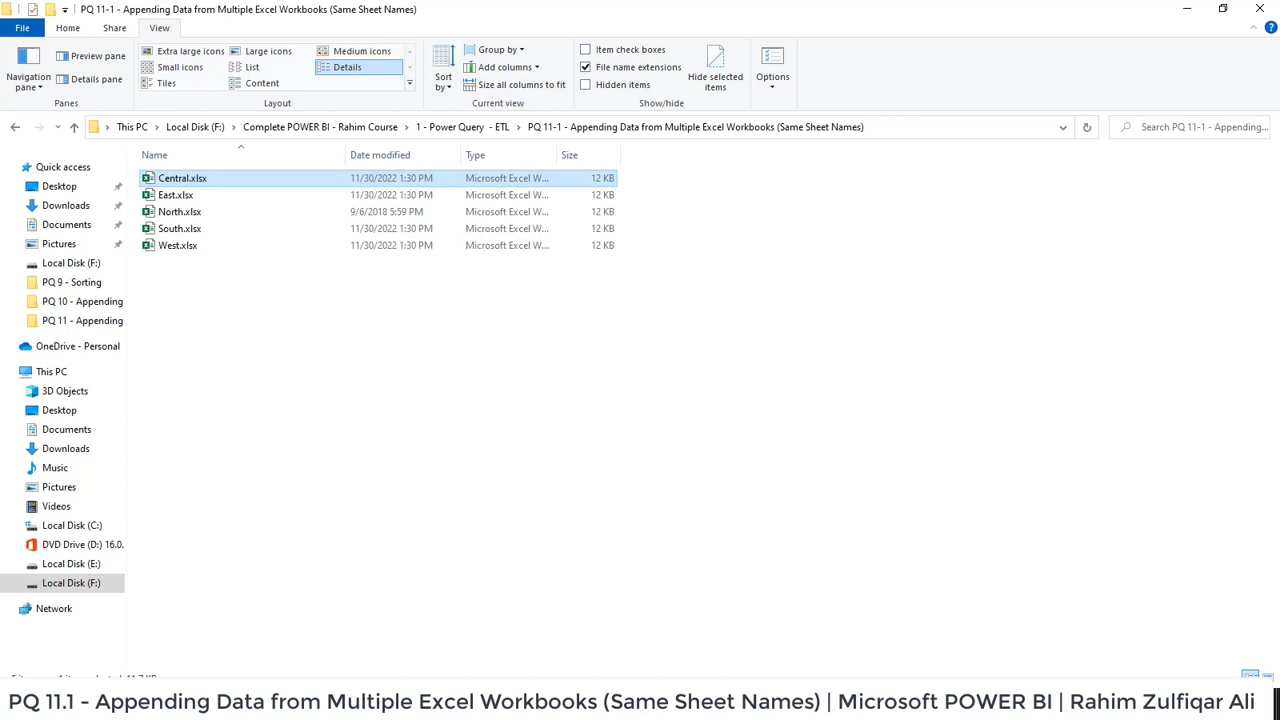 PQ 11-1 - Appending Data from Multiple Excel Workbooks (Same Sheet Names)
File Home Share View
Navigation pane
Preview pane
Details pane
Panes
Extra large icons Large icons Medium icons
Small icons List Details
Tiles Content
Layout
Sort by
Group by
Add columns
Size all columns to fit
Current view
Item check boxes
File name extensions
Hidden items
Hide selected items
Show/hide
Options
This PC Local Disk (F:) Complete POWER BI - Rahim Course 1 - Power Query - ETL PQ 11-1 - Appending Data from Multiple Excel Workbooks (Same Sheet Names)
Search PQ 11-1 - Appending...
Name Date modified Type Size
Central.xlsx 11/30/2022 1:30 PM Microsoft Excel W... 12 KB
East.xlsx 11/30/2022 1:30 PM Microsoft Excel W... 12 KB
North.xlsx 9/6/2018 5:59 PM Microsoft Excel W... 12 KB
South.xlsx 11/30/2022 1:30 PM Microsoft Excel W... 12 KB
West.xlsx 11/30/2022 1:30 PM Microsoft Excel W... 12 KB
Quick access
Desktop
Downloads
Documents
Pictures
Local Disk (F:)
PQ 9 - Sorting
PQ 10 - Appending
PQ 11 - Appending
OneDrive - Personal
This PC
3D Objects
Desktop
Documents
Downloads
Music
Pictures
Videos
Local Disk (C:)
DVD Drive (D:) 16.0.
Local Disk (E:)
Local Disk (F:)
Network
PQ 11.1 - Appending Data from Multiple Excel Workbooks (Same Sheet Names) | Microsoft POWER BI | Rahim Zulfiqar Ali